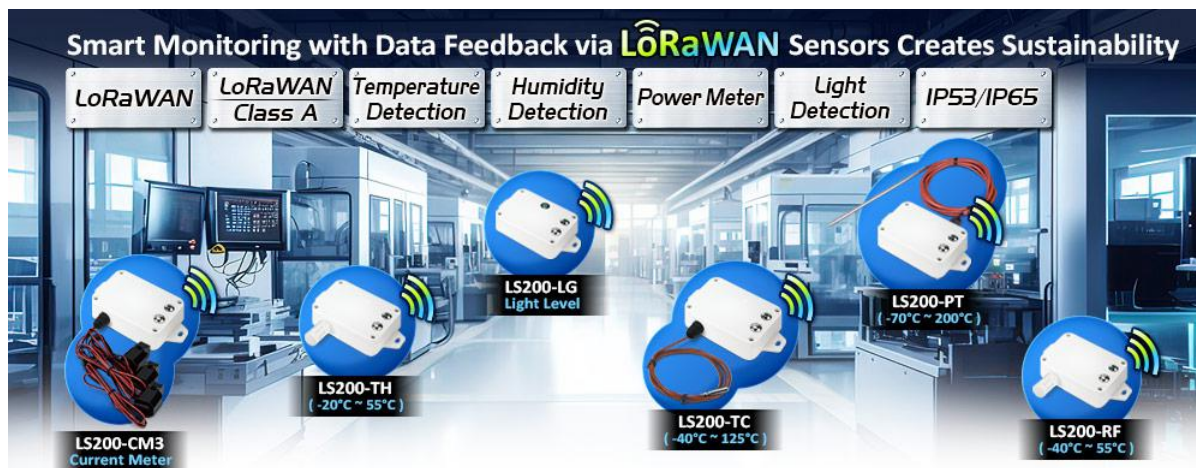 Smart Monitoring with Data Feedback via LoRaWAN Sensors Creates Sustainability
LoRaWAN
LoRaWAN
Class A
Temperature
Detection
Humidity
Detection
Power Meter
Light
Detection
IP53/IP65
LS200-LG
Light Level
LS200-PT
( -70°C ~ 200°C )
LS200-TH
( -20°C ~ 55°C )
LS200-TC
( -40°C ~ 125°C )
LS200-RF
( -40°C ~ 55°C )
LS200-CM3
Current Meter